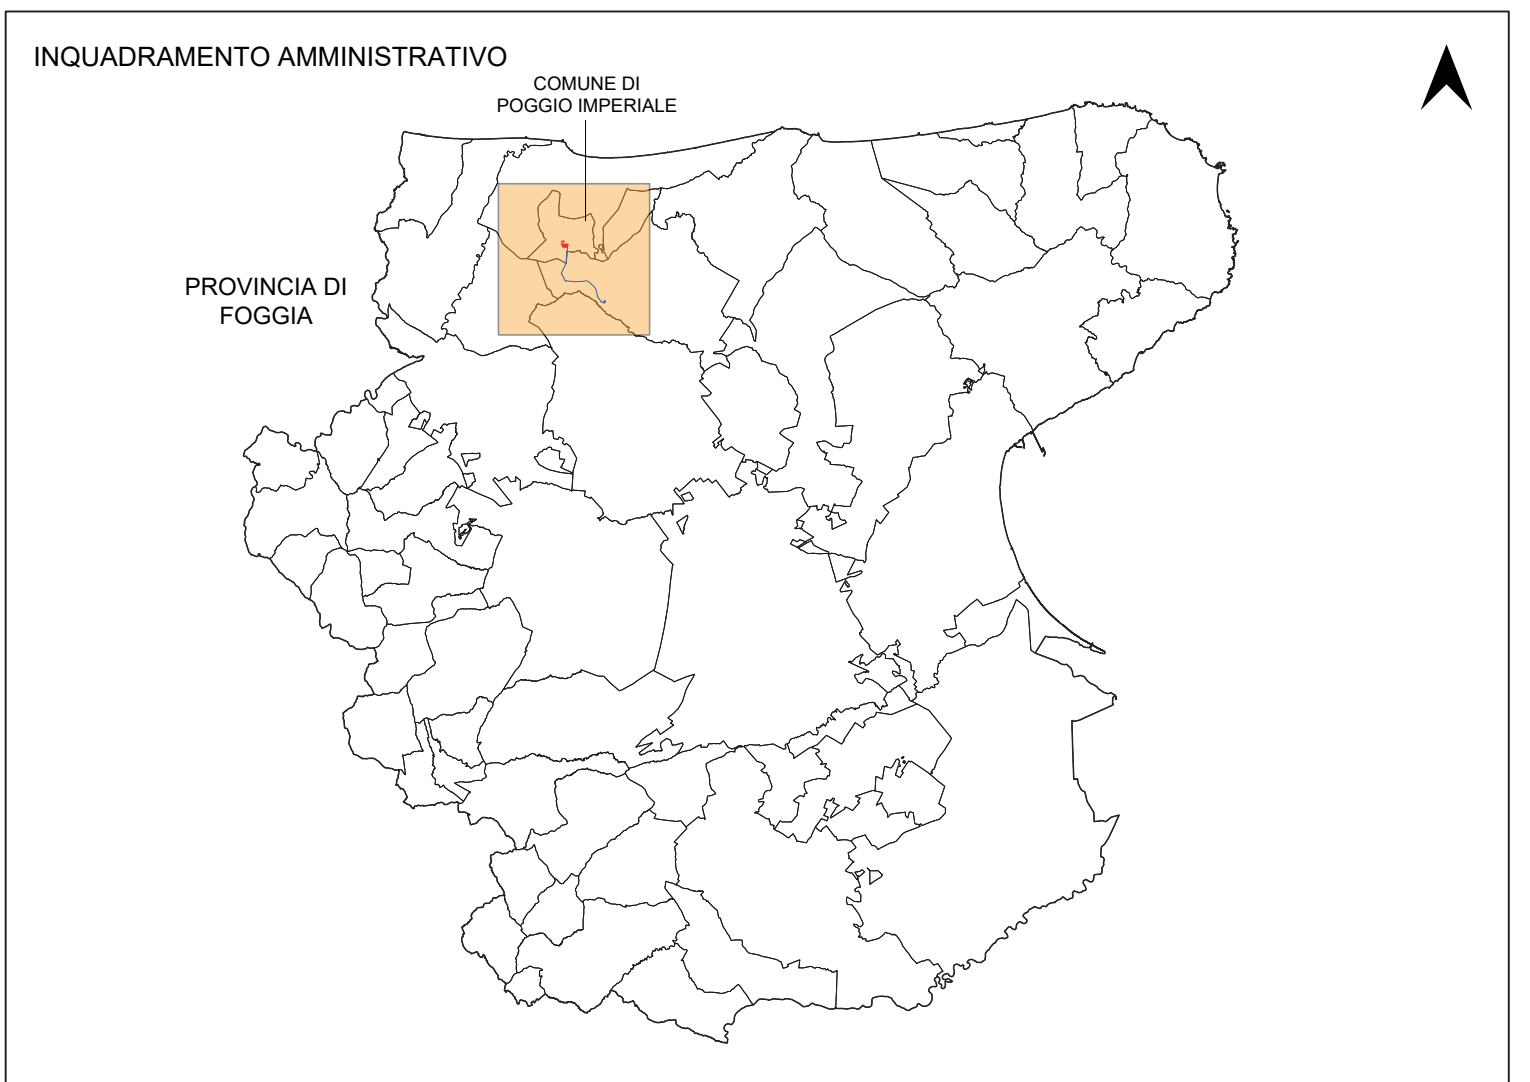 INQUADRAMENTO AMMINISTRATIVO
COMUNE DI
POGGIO IMPERIALE
PROVINCIA DI
FOGGIA